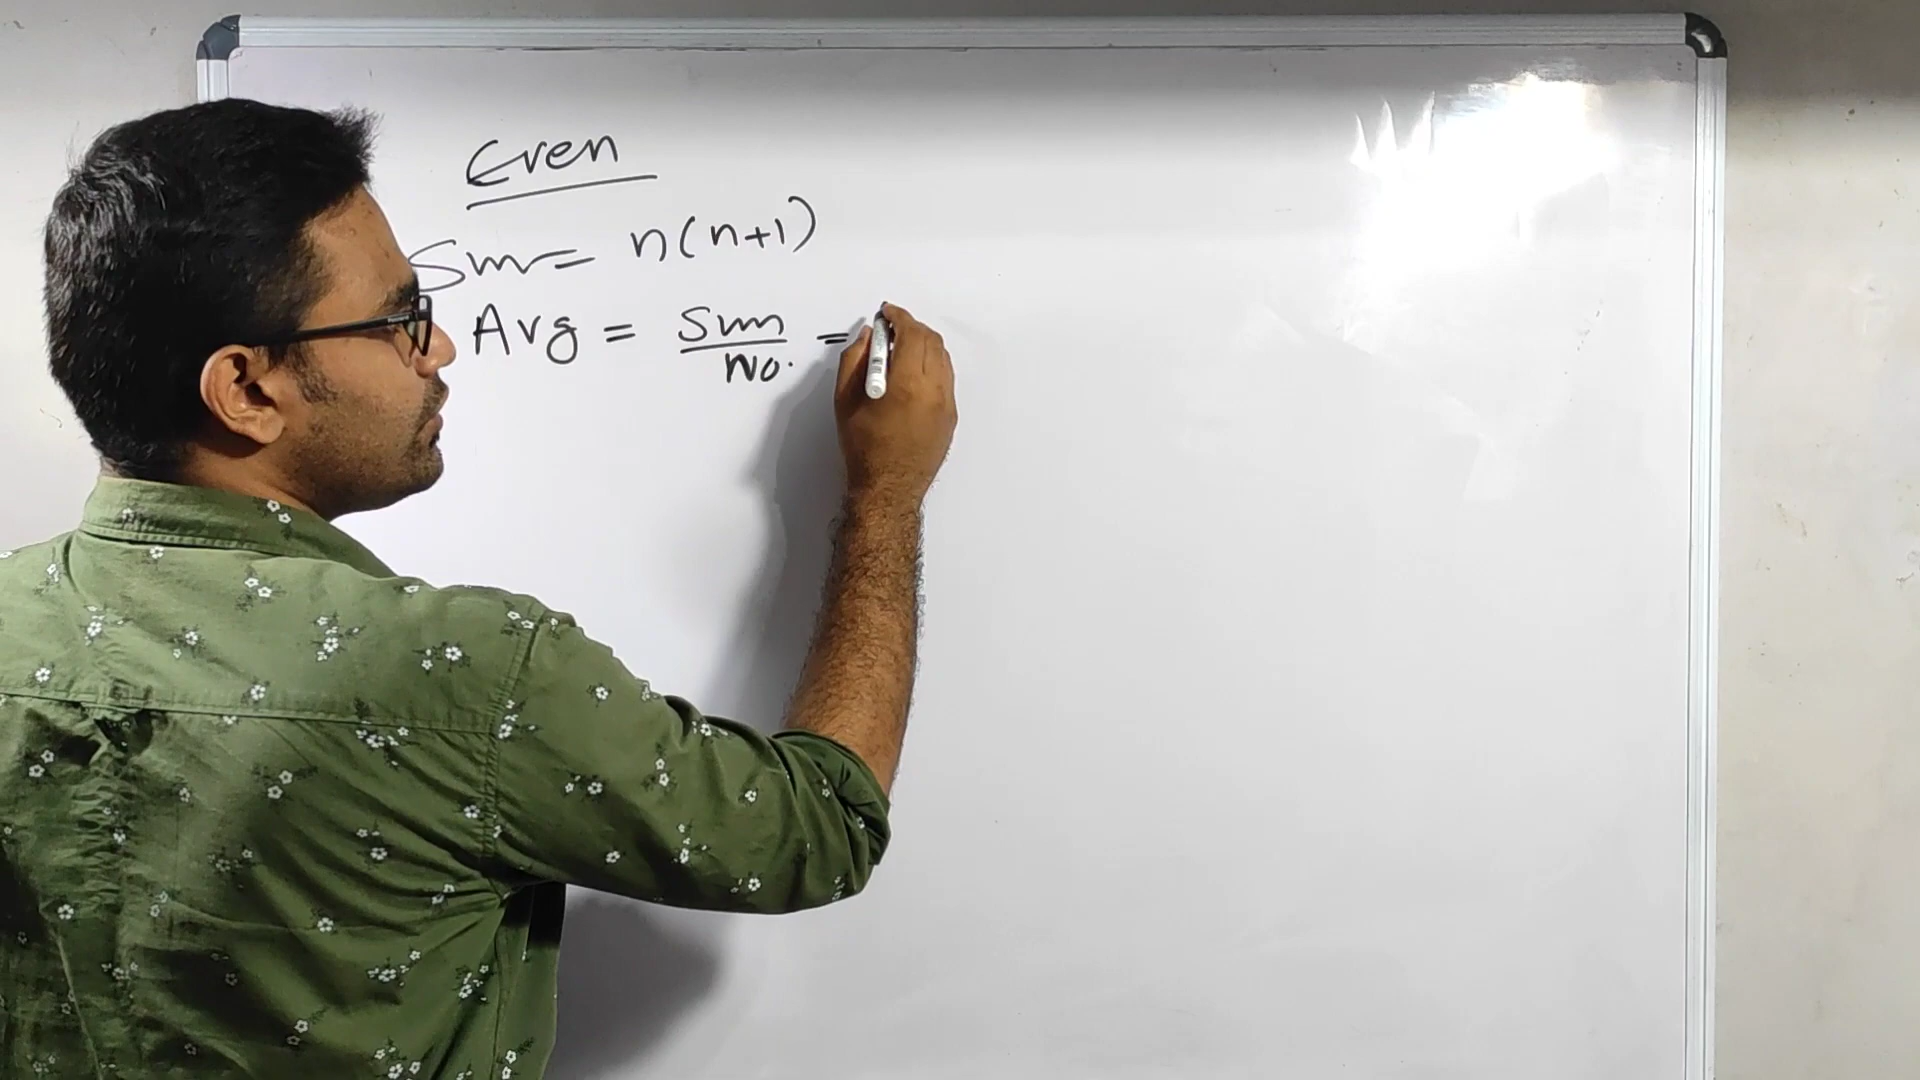 Even
Sum = n(n+1)
Avg = Sum/No. =